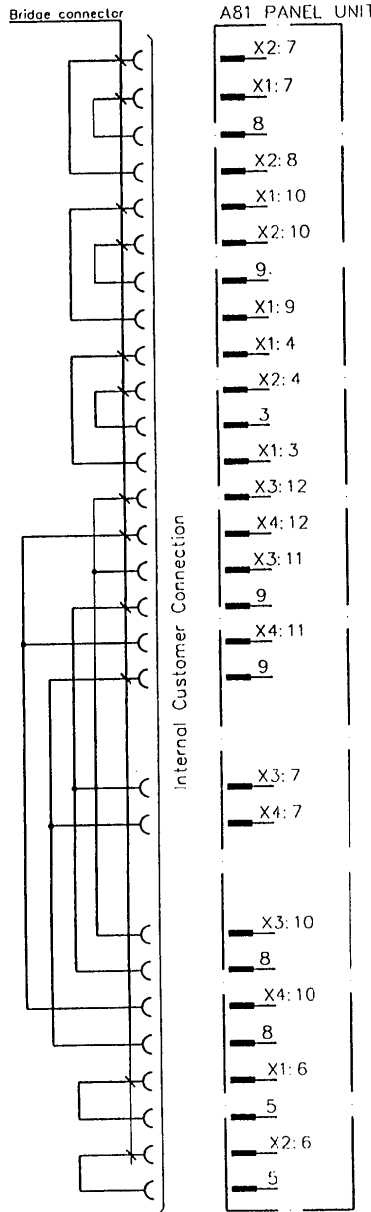 Bridge connector
A81 PANEL UNIT
X2:7
X1:7
8
X2:8
X1:10
X2:10
9.
X1:9
X1:4
X2:4
3
X1:3
X3:12
X4:12
X3:11
9
X4:11
9
Internal Customer Connection
X3:7
X4:7
X3:10
8
X4:10
8
X1:6
5
X2:6
5